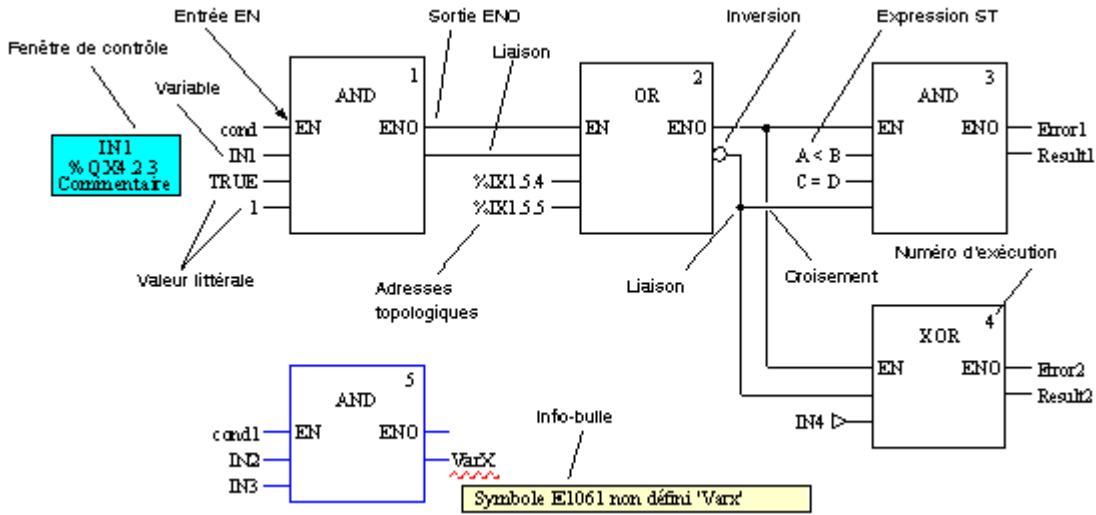 Entrée EN
Sortie ENO
Inversion
Expression ST
Fenêtre de contrôle
Liaison
Variable
1
AND
EN ENO
cond
IN1
TRUE
1
IN1
%QX4.2.3
Commentaire
2
OR
EN ENO
%IX1.5.4
%IX1.5.5
3
AND
EN ENO
A < B
C = D
Error1
Result1
Valeur littérale
Adresses
topologiques
Liaison
Croisement
Numéro d'exécution
4
XOR
EN ENO
IN4
Error2
Result2
5
AND
EN ENO
cond1
IN2
IN3
VarX
Info-bulle
Symbole E1061 non défini 'Varx'